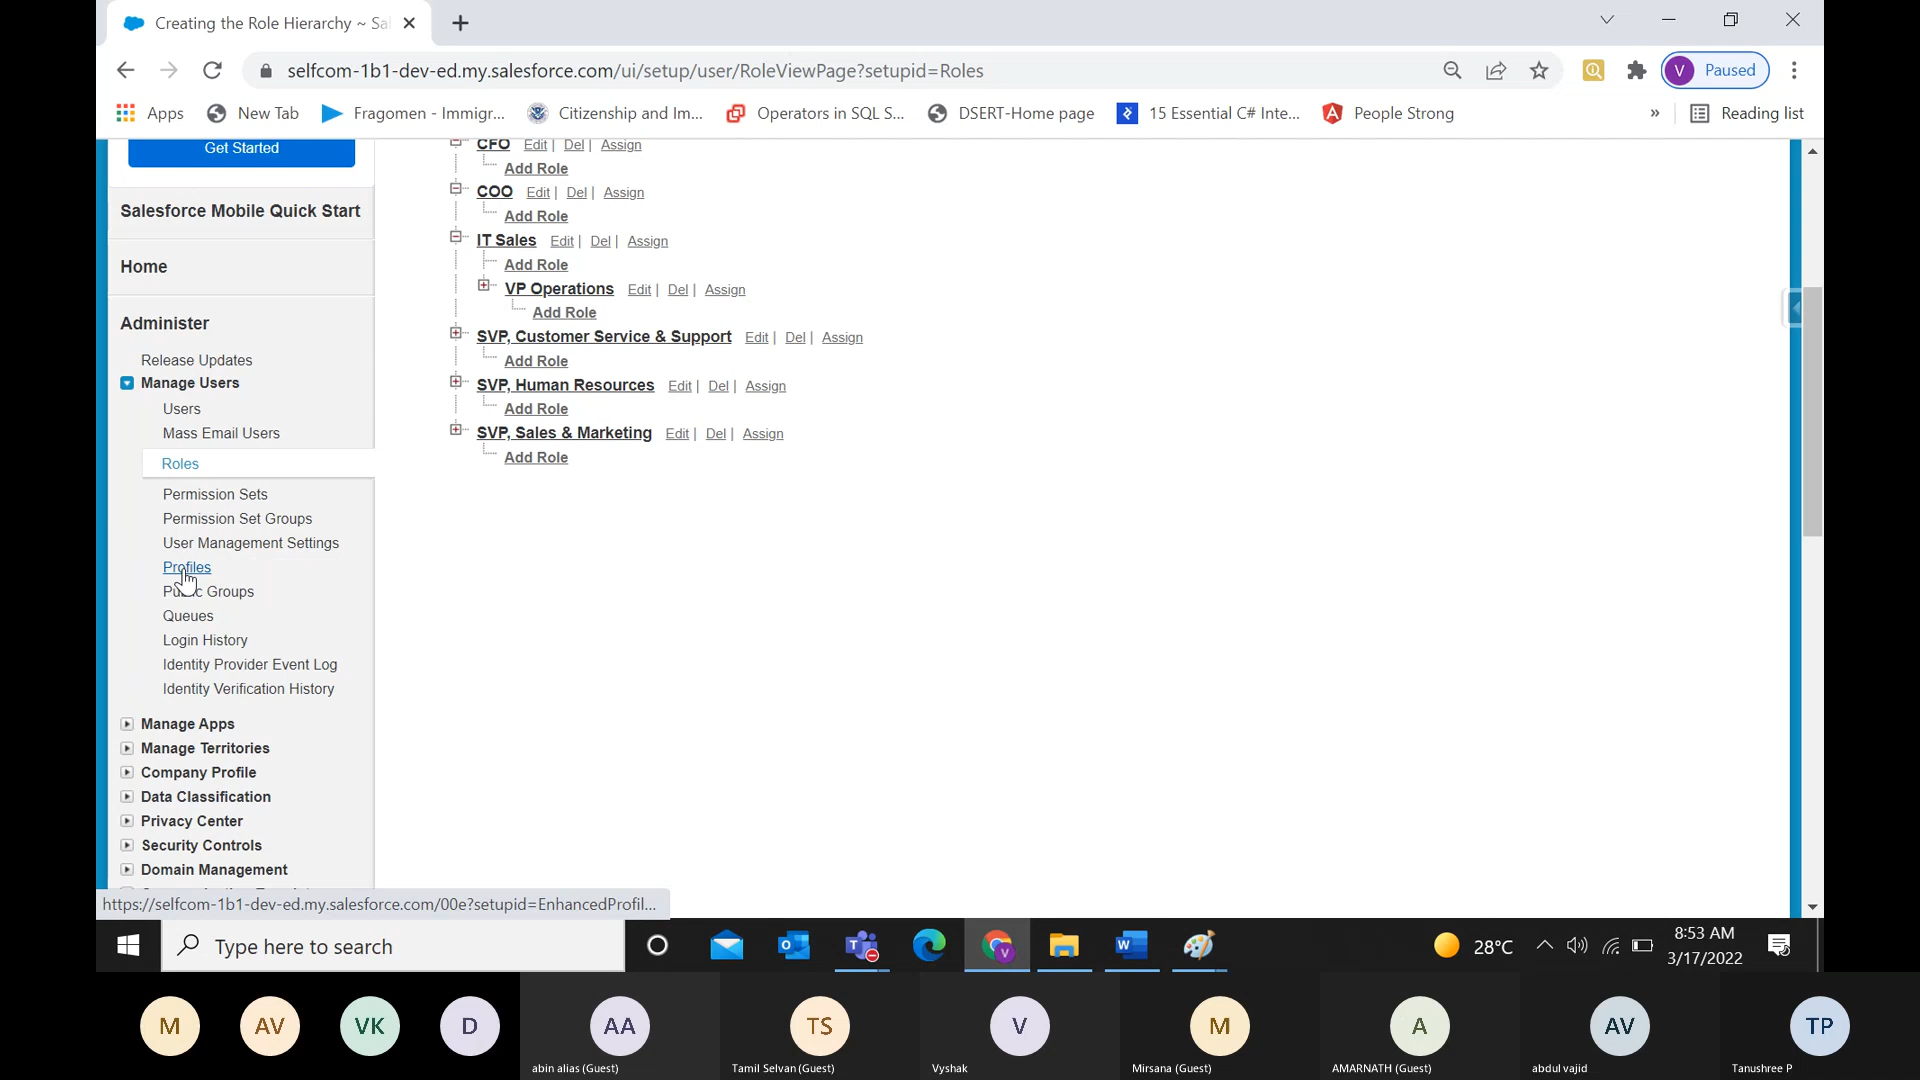 Creating the Role Hierarchy ~ Sa
selfcom-1b1-dev-ed.my.salesforce.com/ui/setup/user/RoleViewPage?setupid=Roles
V Paused
Apps New Tab Fragomen - Immigr... Citizenship and Im... Operators in SQL S... DSERT-Home page 15 Essential C# Inte... People Strong » Reading list
Get Started
Salesforce Mobile Quick Start
Home
Administer
Release Updates
Manage Users
Users
Mass Email Users
Roles
Permission Sets
Permission Set Groups
User Management Settings
Profiles
Public Groups
Queues
Login History
Identity Provider Event Log
Identity Verification History
Manage Apps
Manage Territories
Company Profile
Data Classification
Privacy Center
Security Controls
Domain Management
CFO Edit | Del | Assign
Add Role
COO Edit | Del | Assign
Add Role
IT Sales Edit | Del | Assign
Add Role
VP Operations Edit | Del | Assign
Add Role
SVP, Customer Service & Support Edit | Del | Assign
Add Role
SVP, Human Resources Edit | Del | Assign
Add Role
SVP, Sales & Marketing Edit | Del | Assign
Add Role
https://selfcom-1b1-dev-ed.my.salesforce.com/00e?setupid=EnhancedProfil...
Type here to search
28°C
8:53 AM
3/17/2022
M AV VK D AA TS V M A AV TP
abin alias (Guest) Tamil Selvan (Guest) Vyshak Mirsana (Guest) AMARNATH (Guest) abdul vajid Tanushree P